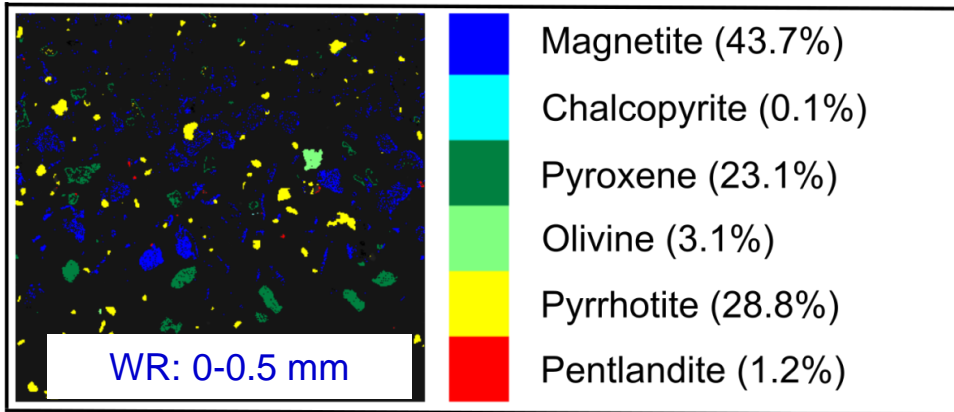 Magnetite (43.7%)
Chalcopyrite (0.1%)
Pyroxene (23.1%)
Olivine (3.1%)
Pyrrhotite (28.8%)
Pentlandite (1.2%)
WR: 0-0.5 mm